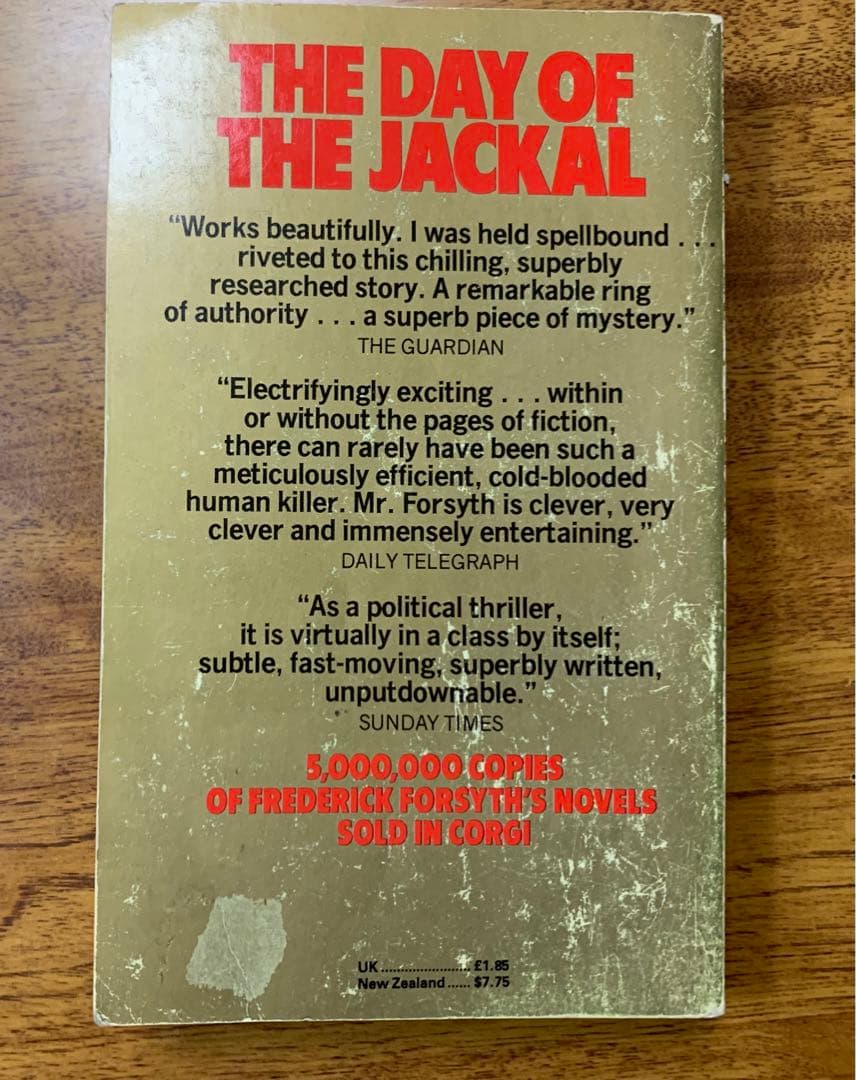 THE DAY OF
THE JACKAL
“Works beautifully. I was held spellbound . . .
riveted to this chilling, superbly
researched story. A remarkable ring
of authority . . . a superb piece of mystery.”
THE GUARDIAN
“Electrifyingly exciting . . . within
or without the pages of fiction,
there can rarely have been such a
meticulously efficient, cold-blooded
human killer. Mr. Forsyth is clever, very
clever and immensely entertaining.”
DAILY TELEGRAPH
“As a political thriller,
it is virtually in a class by itself;
subtle, fast-moving, superbly written,
unputdownable.”
SUNDAY TIMES
5,000,000 COPIES
OF FREDERICK FORSYTH'S NOVELS
SOLD IN CORGI
UK ....................... £1.85
New Zealand ...... $7.75